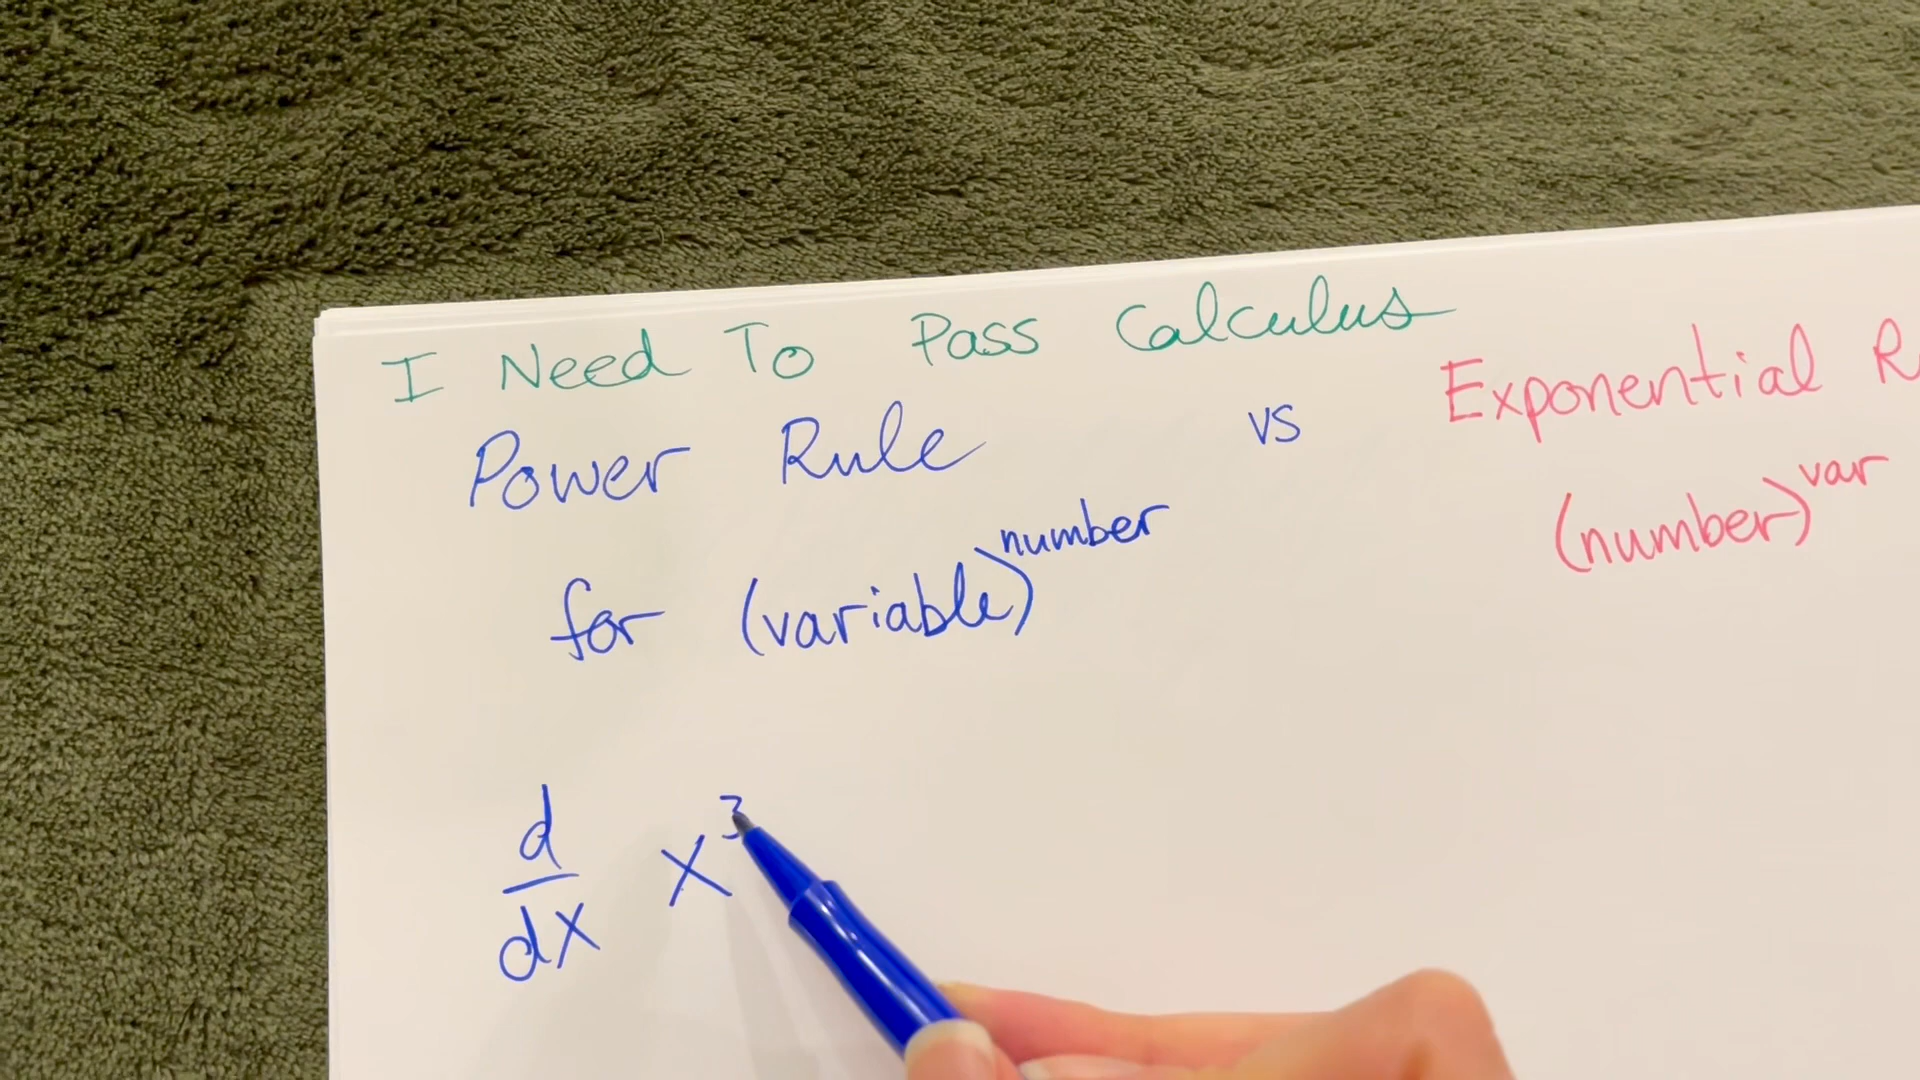 I Need To Pass Calculus
Power Rule vs Exponential R
for (variable)^number (number)^var
d/dx x^3